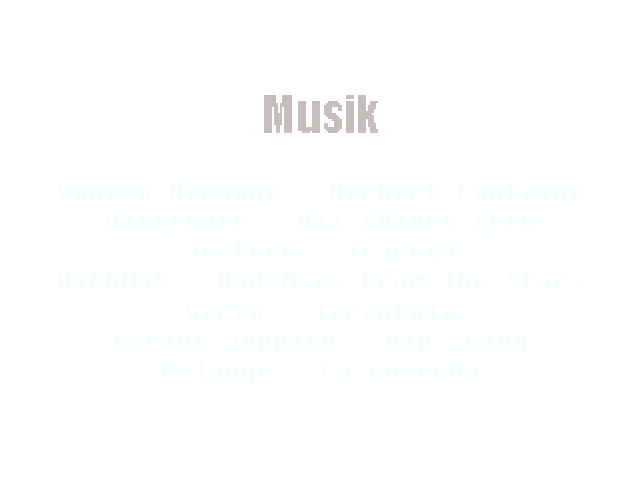 Musik
Conway Hambone - Herbert Fontaine
Distemper - All colors crew
JesterN - Track09
HiGhNaS - Bad News From The Stars
Garco - Tarantula
Marius Joppich - Hip Swing
Melange - La cosecha